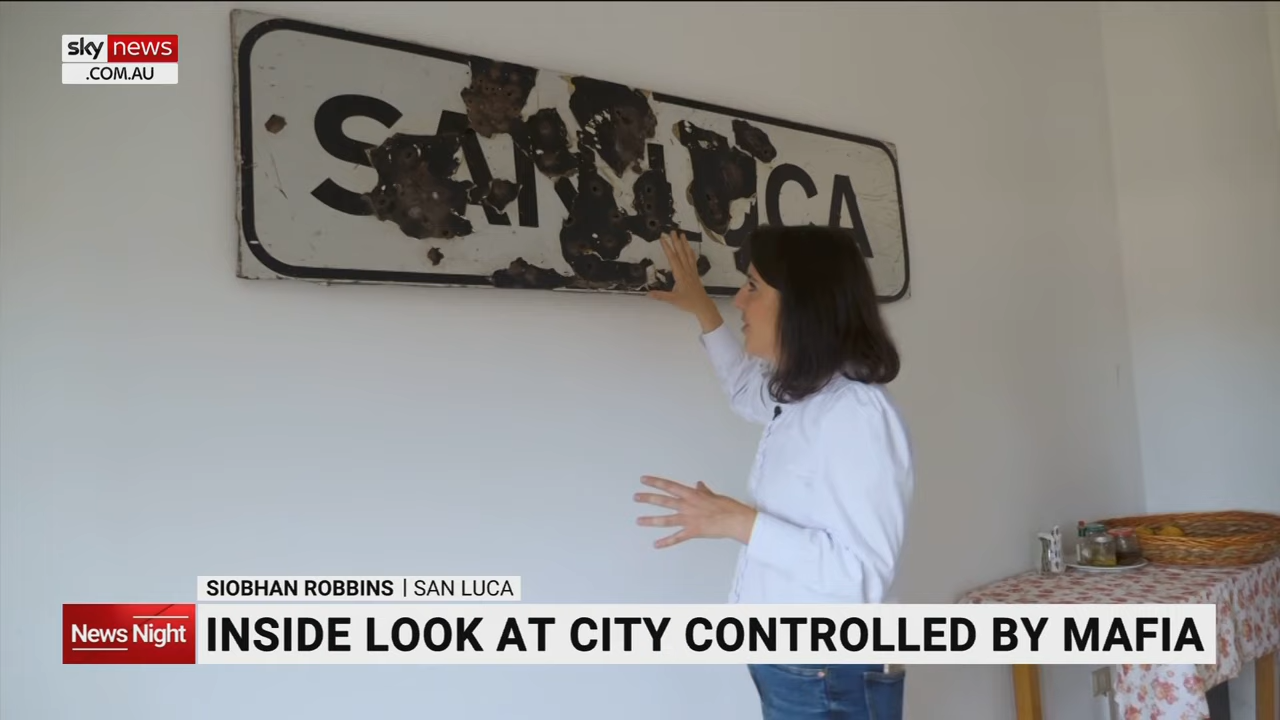 sky news
.COM.AU
SAN LUCA
SIOBHAN ROBBINS | SAN LUCA
News Night
INSIDE LOOK AT CITY CONTROLLED BY MAFIA